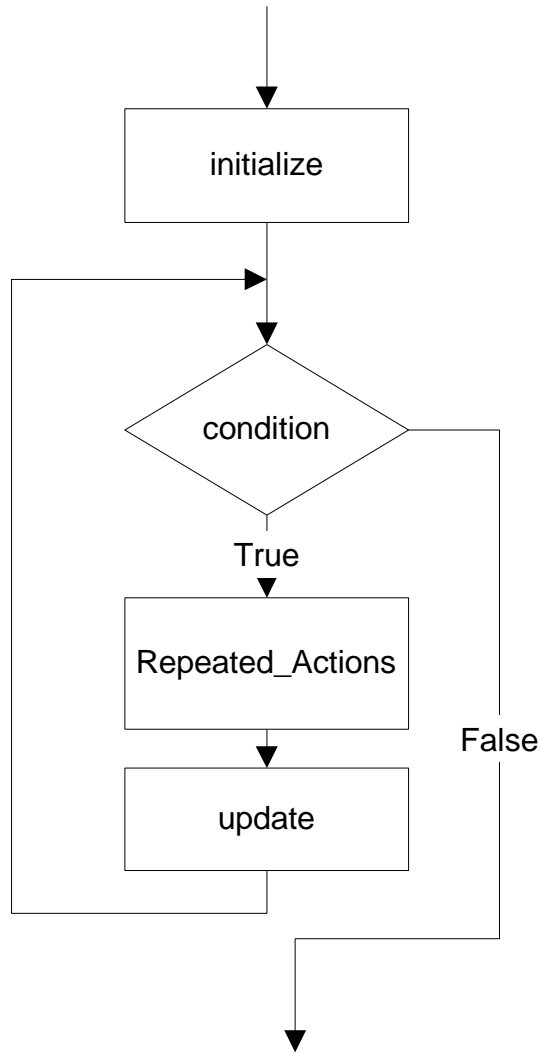 initialize
condition
True
Repeated_Actions
False
update